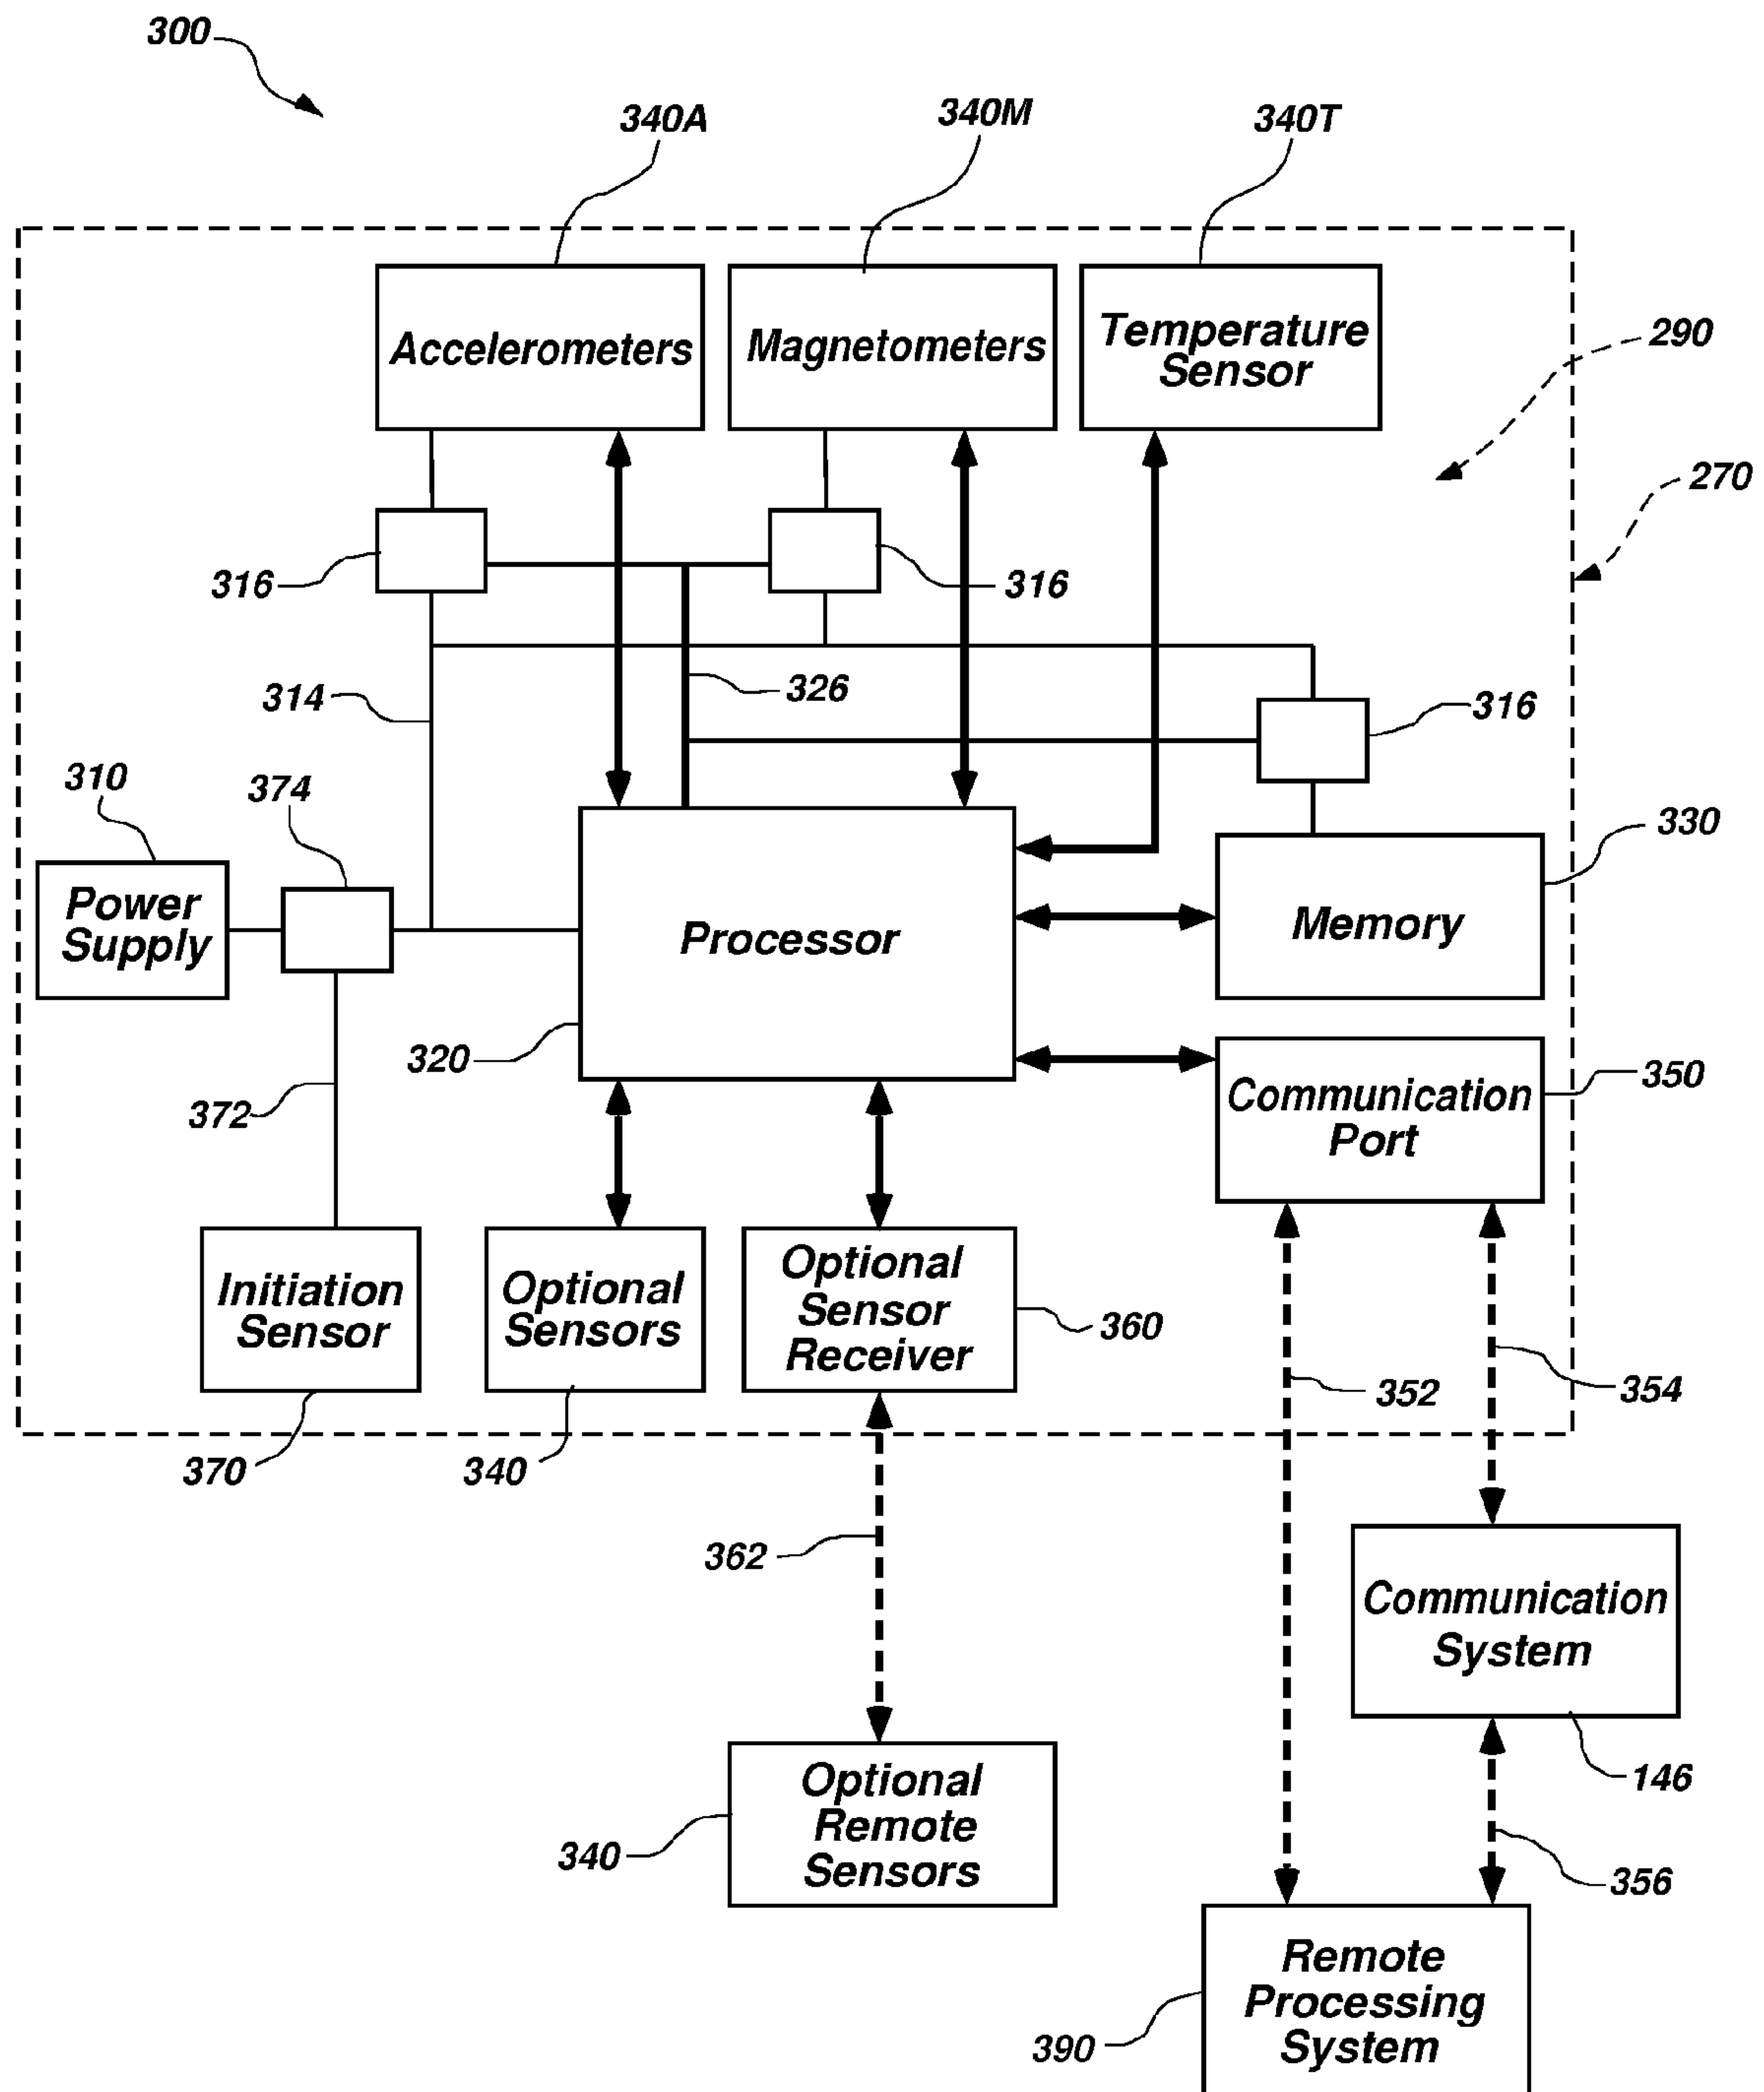 300
340A
340M
340T
Accelerometers
Magnetometers
Temperature
Sensor
290
270
316
316
314
326
316
310
374
330
Power
Supply
Processor
Memory
320
372
350
Communication
Port
Initiation
Sensor
Optional
Sensors
Optional
Sensor
Receiver
360
352
354
370
340
362
Communication
System
146
Optional
Remote
Sensors
340
356
Remote
Processing
System
390